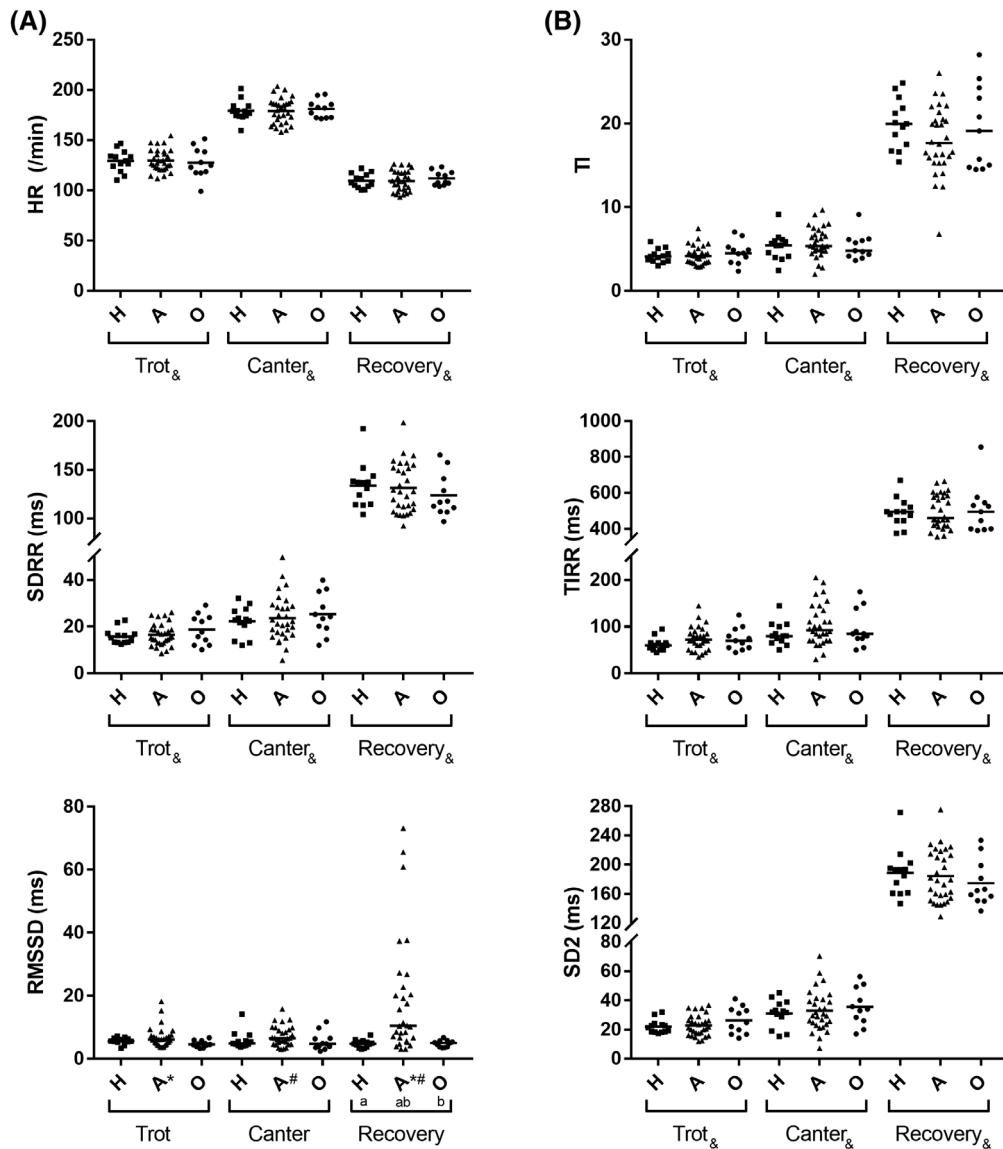 (A)
HR (/min)
250
200
150
100
50
0
H A O H A O H A O
Trot& Canter& Recovery&
SDRR (ms)
200
150
100
40
20
0
H A O H A O H A O
Trot& Canter& Recovery&
RMSSD (ms)
80
60
40
20
0
H A* O H A# O H A*# O
a ab b
Trot Canter Recovery
(B)
TI
30
20
10
0
H A O H A O H A O
Trot& Canter& Recovery&
TIRR (ms)
1000
800
600
400
200
100
0
H A O H A O H A O
Trot& Canter& Recovery&
SD2 (ms)
280
240
200
160
120
80
60
40
20
0
H A O H A O H A O
Trot& Canter& Recovery&